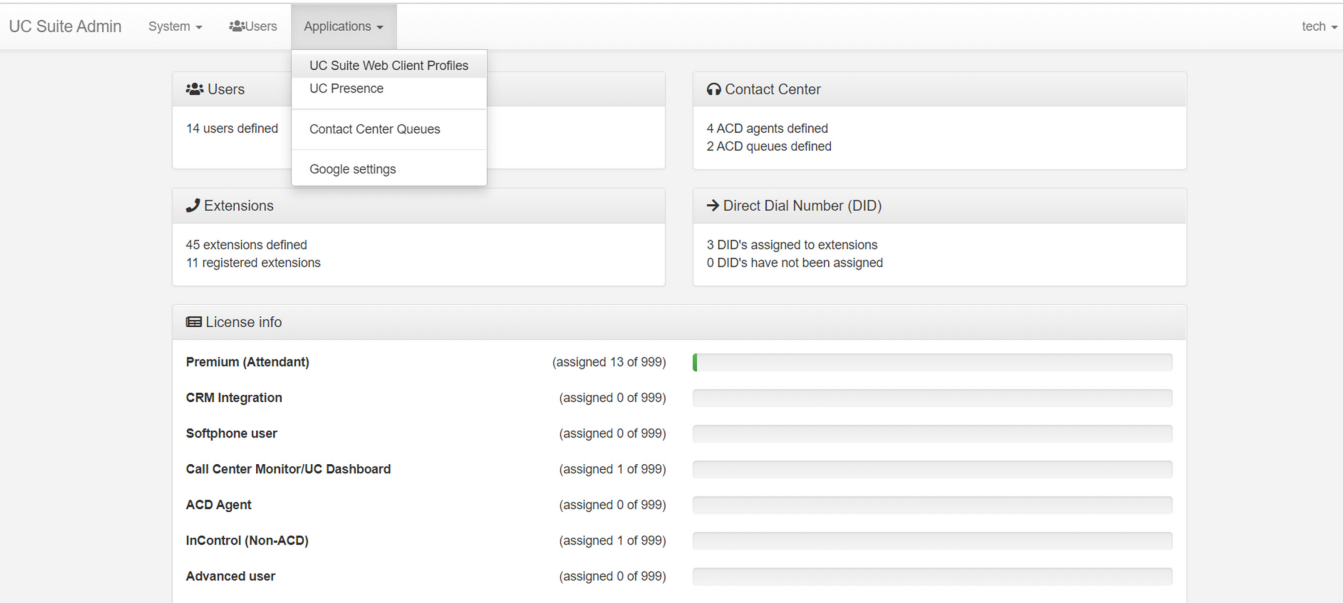 UC Suite Admin System Users Applications tech
UC Suite Web Client Profiles
UC Presence
Contact Center Queues
Google settings
Users
14 users defined
Contact Center
4 ACD agents defined
2 ACD queues defined
Extensions
45 extensions defined
11 registered extensions
Direct Dial Number (DID)
3 DID's assigned to extensions
0 DID's have not been assigned
License info
Premium (Attendant) (assigned 13 of 999)
CRM Integration (assigned 0 of 999)
Softphone user (assigned 0 of 999)
Call Center Monitor/UC Dashboard (assigned 1 of 999)
ACD Agent (assigned 0 of 999)
InControl (Non-ACD) (assigned 1 of 999)
Advanced user (assigned 0 of 999)